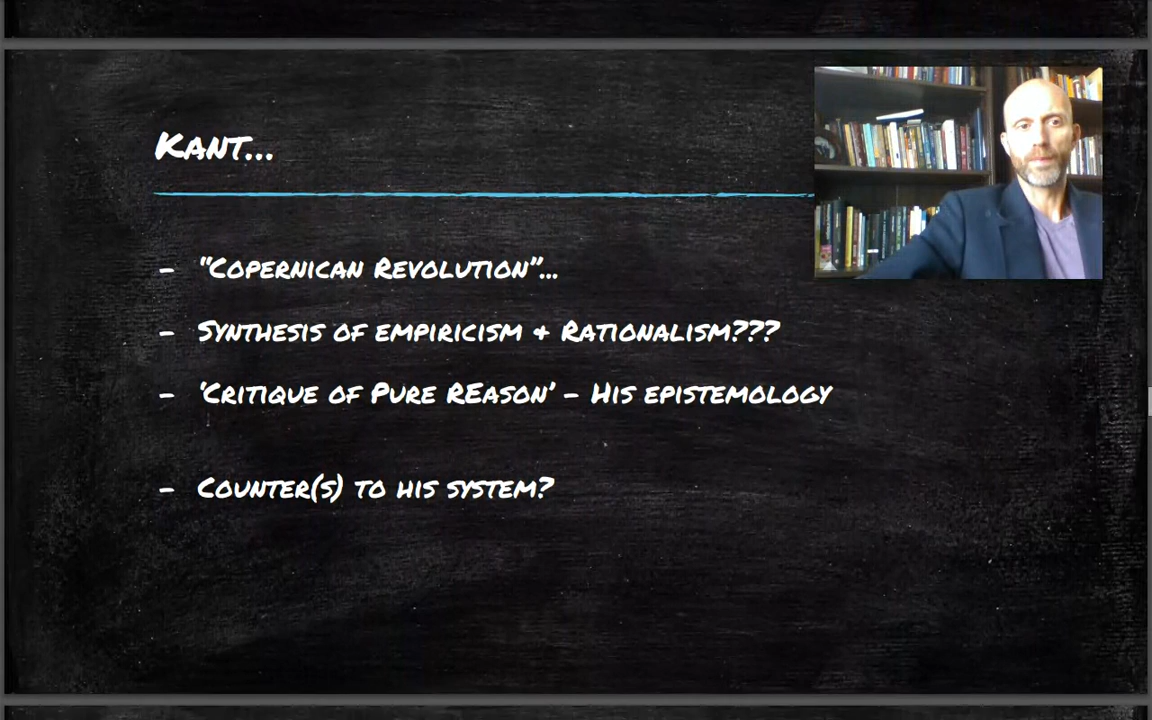 Kant...
- "Copernican Revolution"...
- Synthesis of empiricism + Rationalism???
- 'Critique of Pure REason' - His epistemology
- Counter(s) to his system?